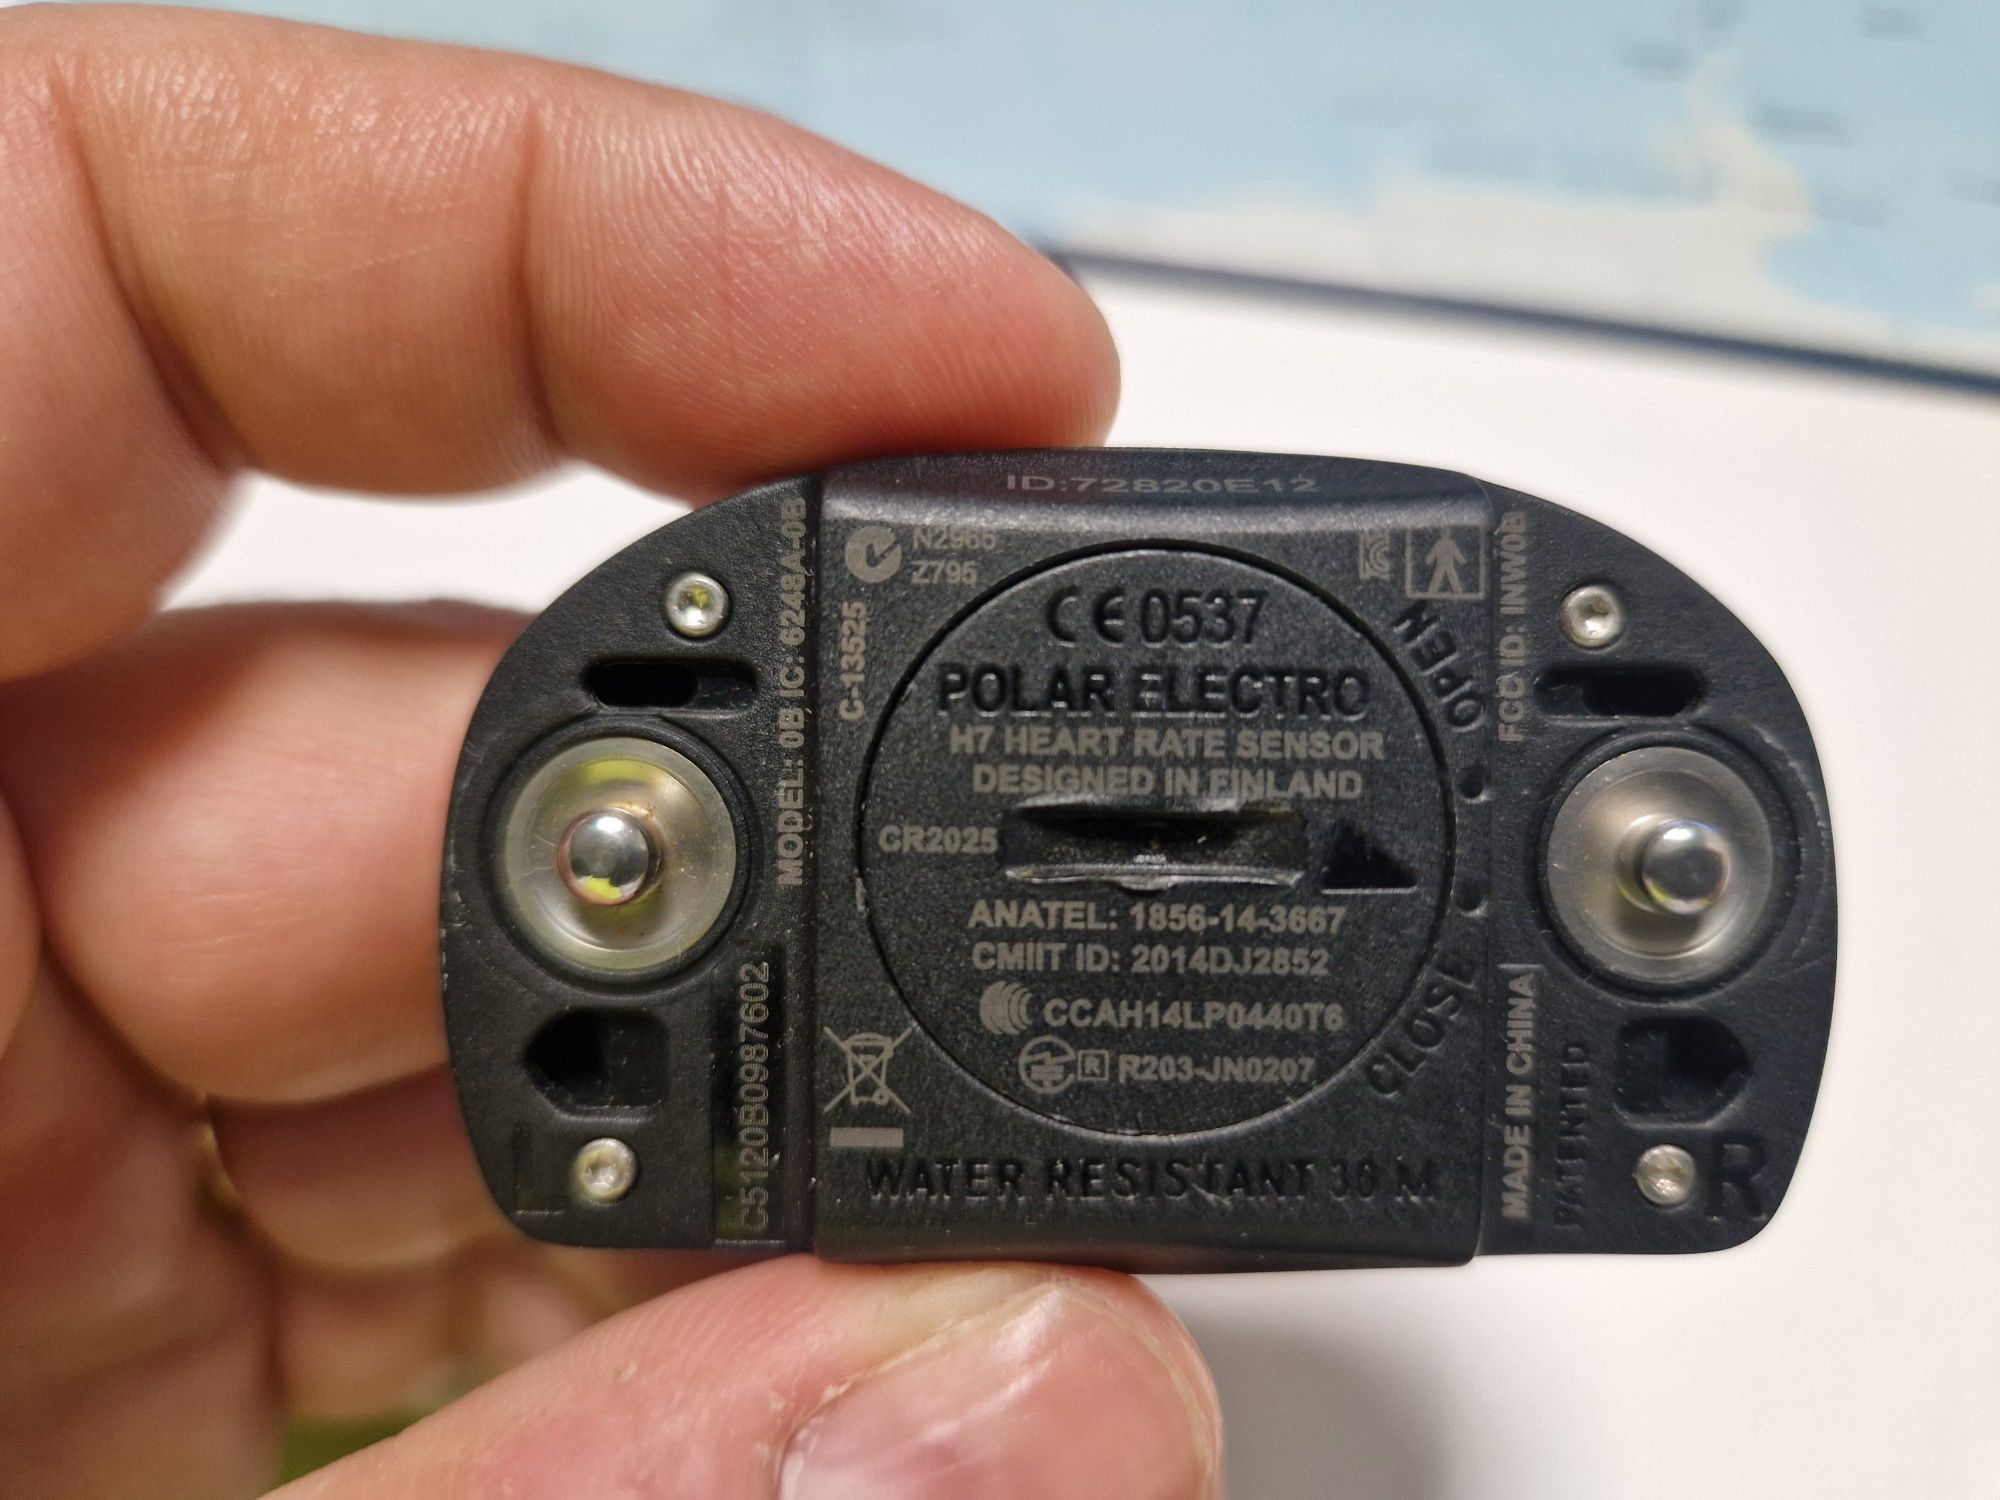 ID:72820E12
N2965
Z795
C-13525
MODEL: 0B IC: 6248A-0B
C5120B0987602
CE0537
POLAR ELECTRO
H7 HEART RATE SENSOR
DESIGNED IN FINLAND
CR2025
ANATEL: 1856-14-3667
CMIIT ID: 2014DJ2852
CCAH14LP0440T6
R R203-JN0207
OPEN
CLOSE
WATER RESISTANT 30 M
FCC ID: INW0B
MADE IN CHINA
PATENTED
L
R